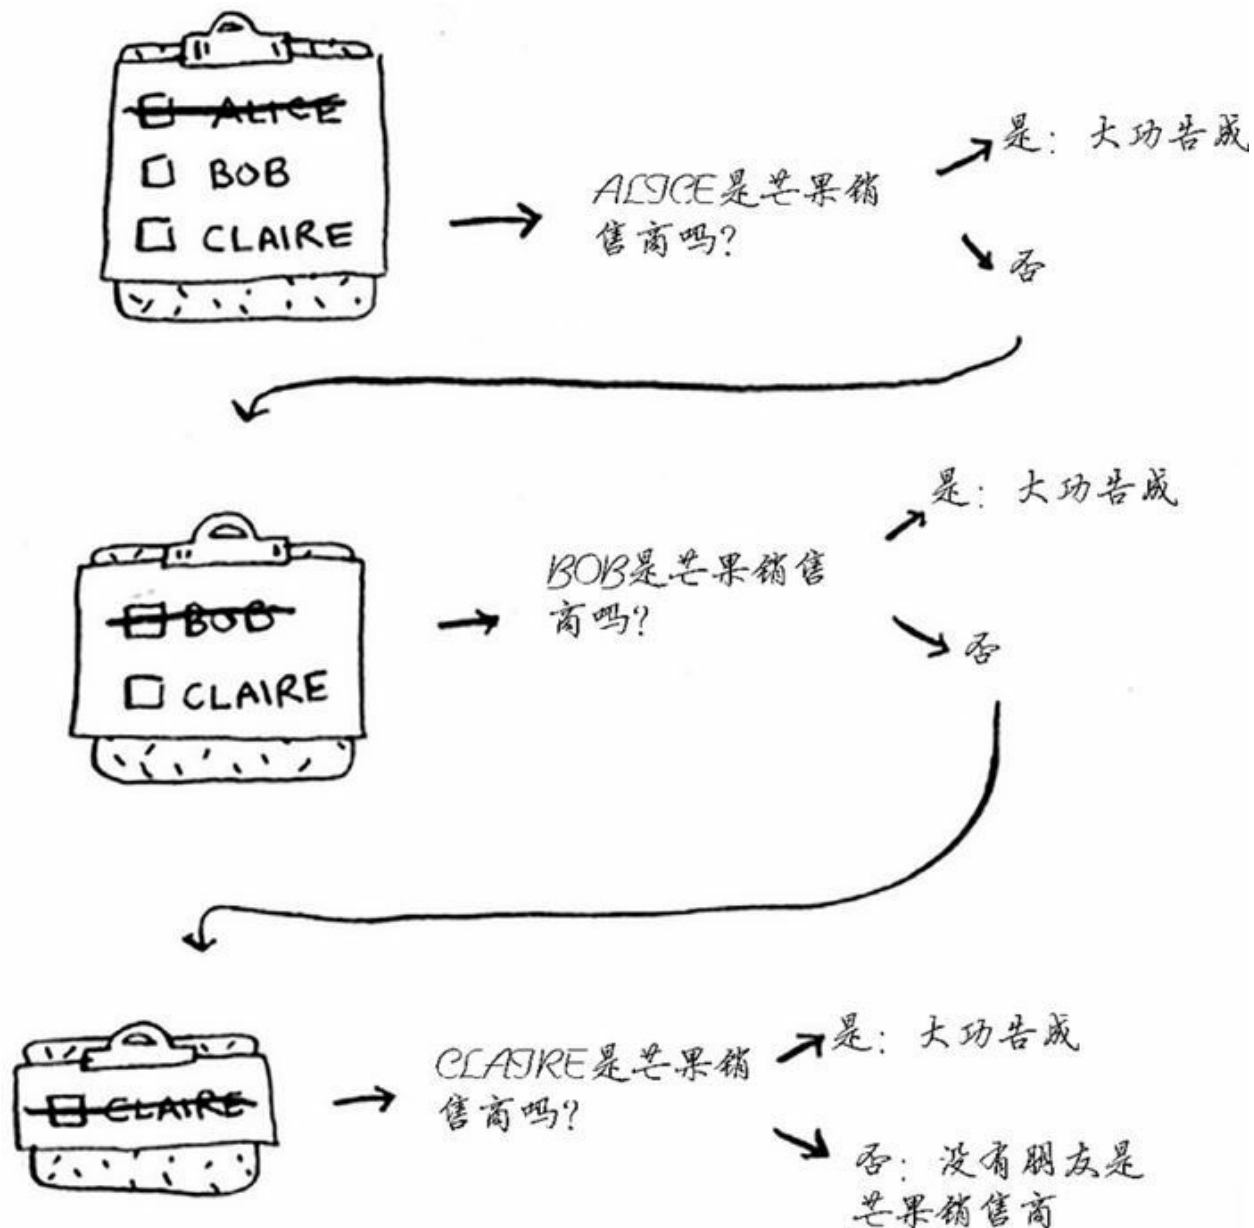 ALICE
BOB
CLAIRE
ALICE是芒果销
售商吗?
是：大功告成
否
BOB
CLAIRE
BOB是芒果销售
商吗?
是：大功告成
否
CLAIRE
CLAIRE是芒果销
售商吗?
是：大功告成
否：没有朋友是
芒果销售商